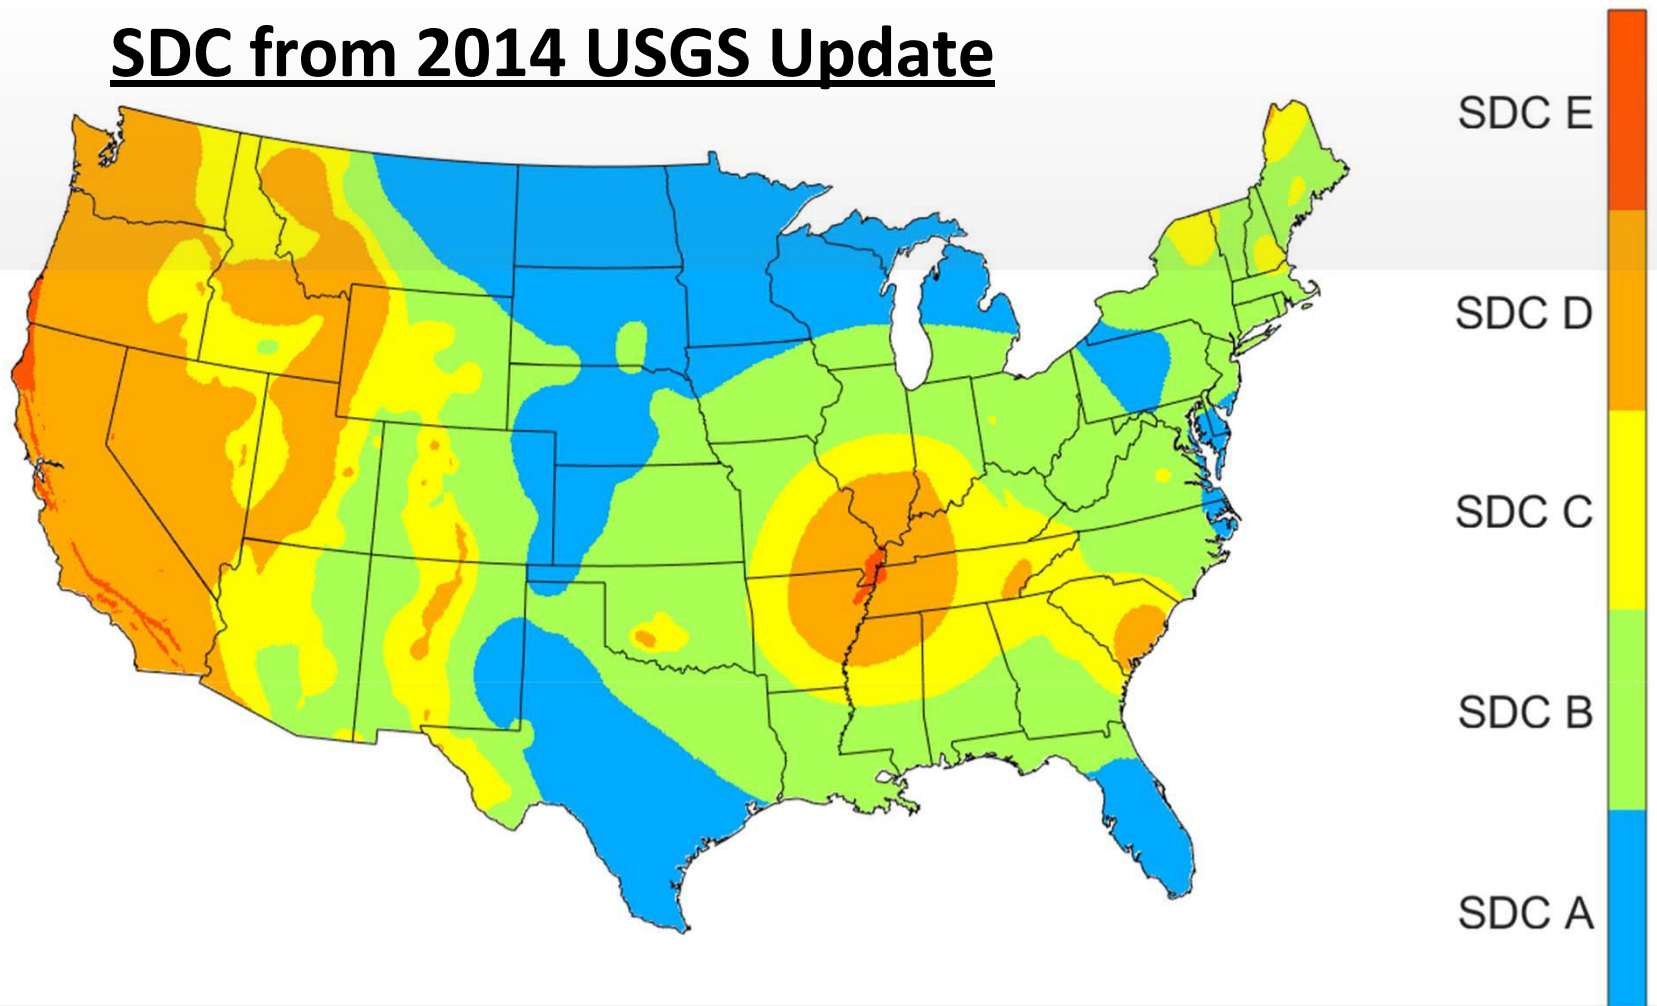 SDC from 2014 USGS Update
SDC E
SDC D
SDC C
SDC B
SDC A